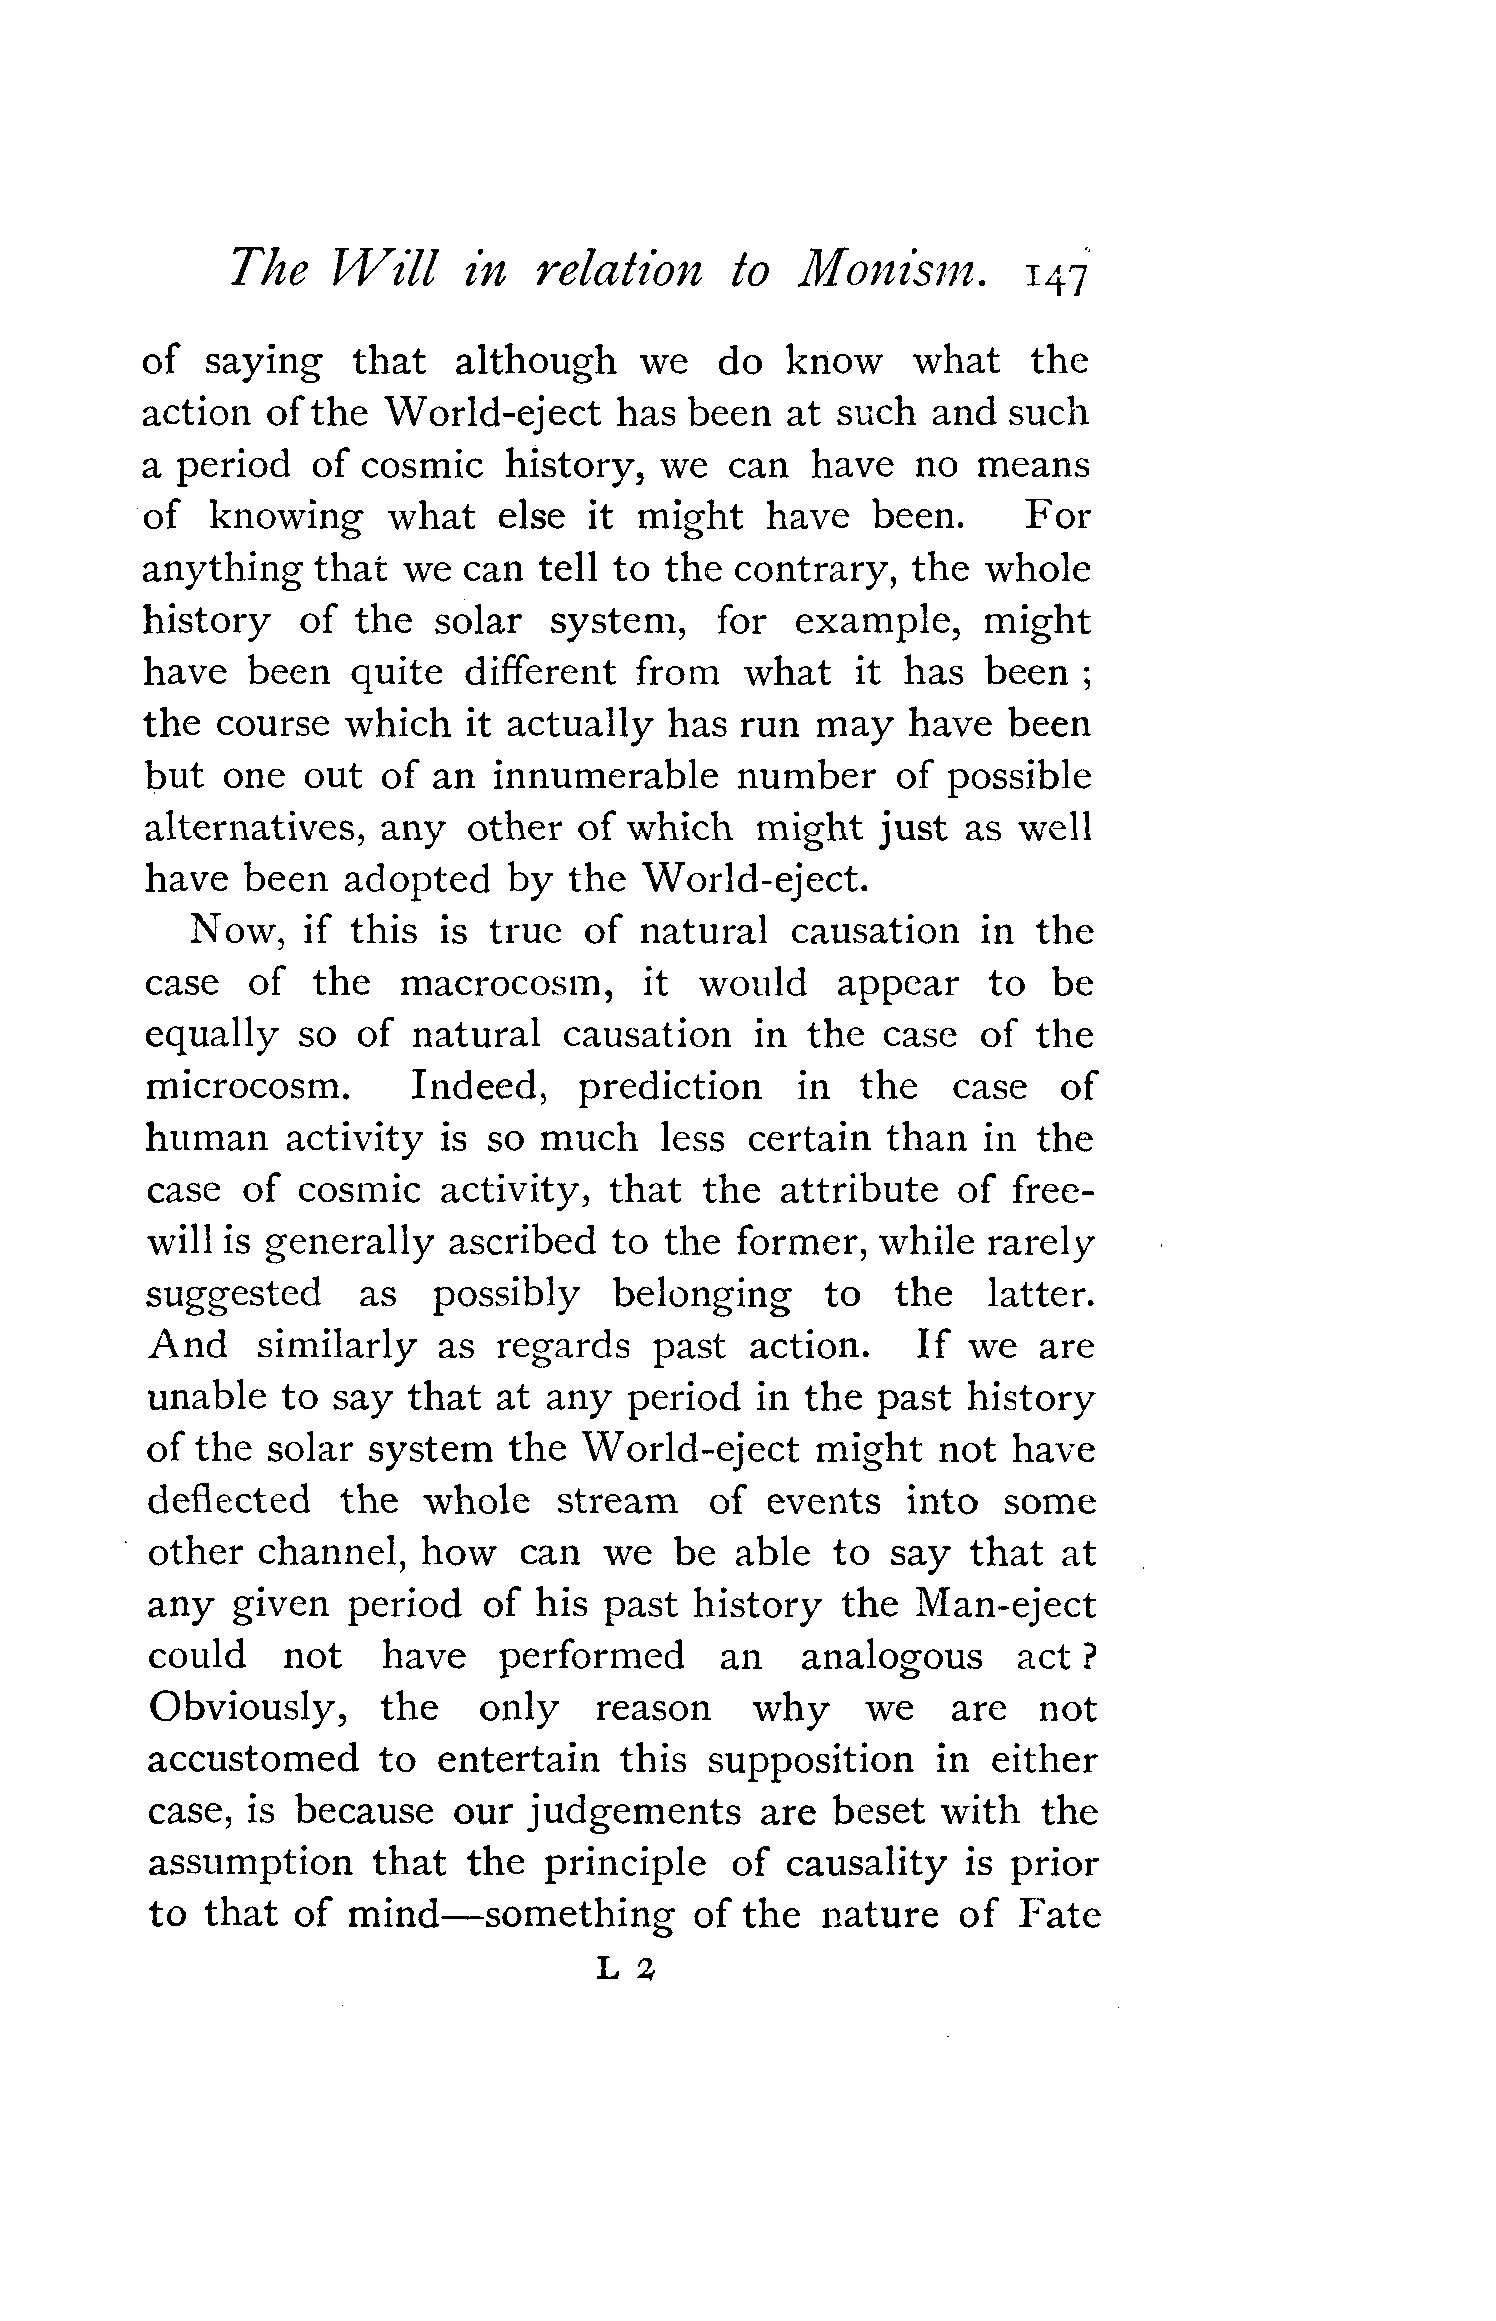 The Will in relation to Monism. 147
of saying that although we do know what the
action of the World-eject has been at such and such
a period of cosmic history, we can have no means
of knowing what else it might have been. For
anything that we can tell to the contrary, the whole
history of the solar system, for example, might
have been quite different from what it has been ;
the course which it actually has run may have been
but one out of an innumerable number of possible
alternatives, any other of which might just as well
have been adopted by the World-eject.
Now, if this is true of natural causation in the
case of the macrocosm, it would appear to be
equally so of natural causation in the case of the
microcosm. Indeed, prediction in the case of
human activity is so much less certain than in the
case of cosmic activity, that the attribute of free-
will is generally ascribed to the former, while rarely
suggested as possibly belonging to the latter.
And similarly as regards past action. If we are
unable to say that at any period in the past history
of the solar system the World-eject might not have
deflected the whole stream of events into some
other channel, how can we be able to say that at
any given period of his past history the Man-eject
could not have performed an analogous act ?
Obviously, the only reason why we are not
accustomed to entertain this supposition in either
case, is because our judgements are beset with the
assumption that the principle of causality is prior
to that of mind—something of the nature of Fate
L 2